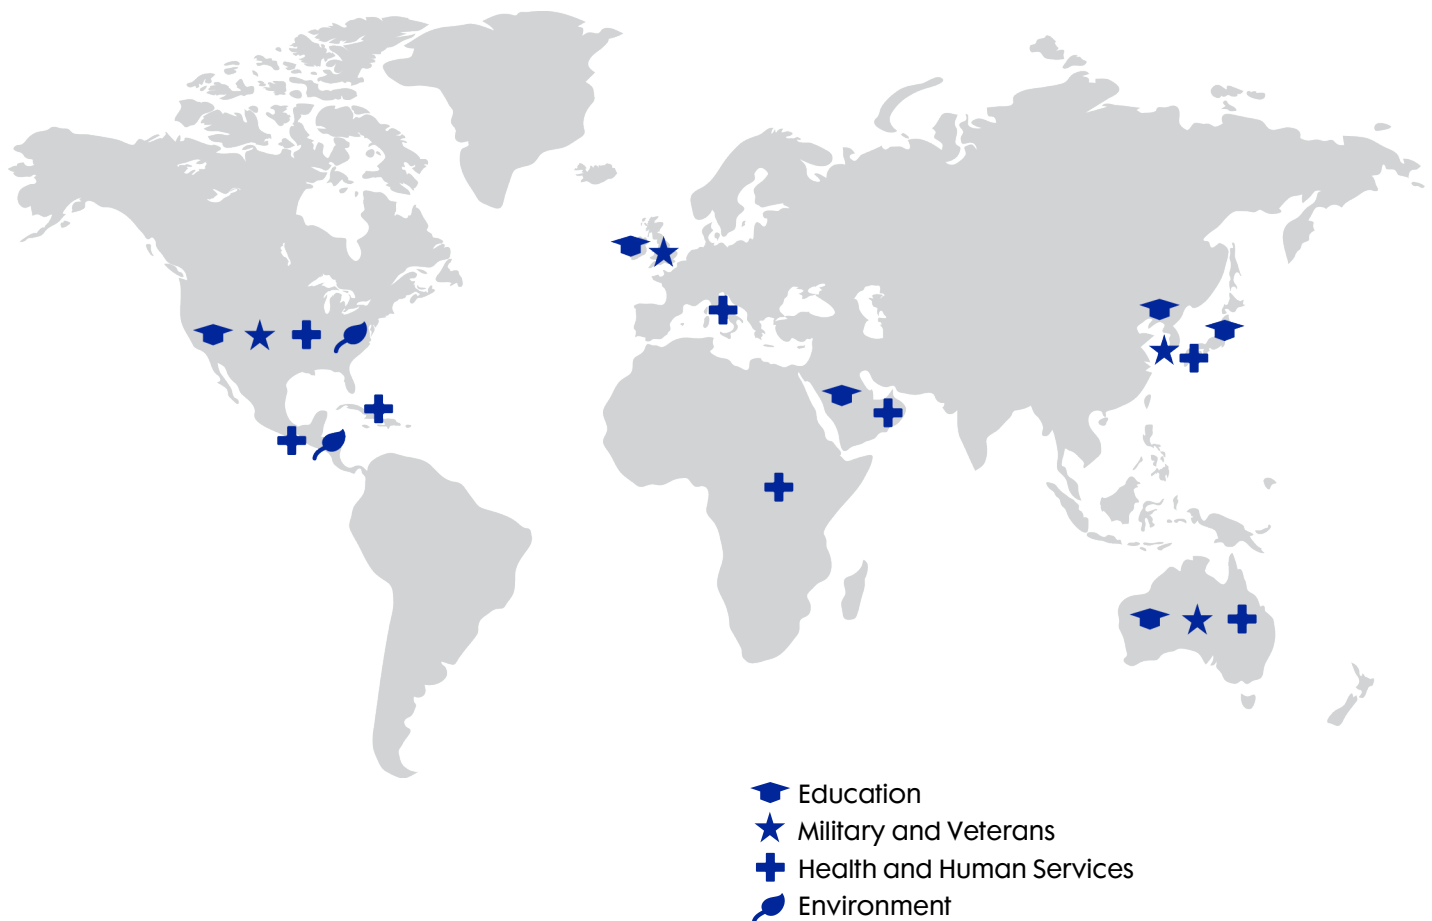 Education
Military and Veterans
Health and Human Services
Environment